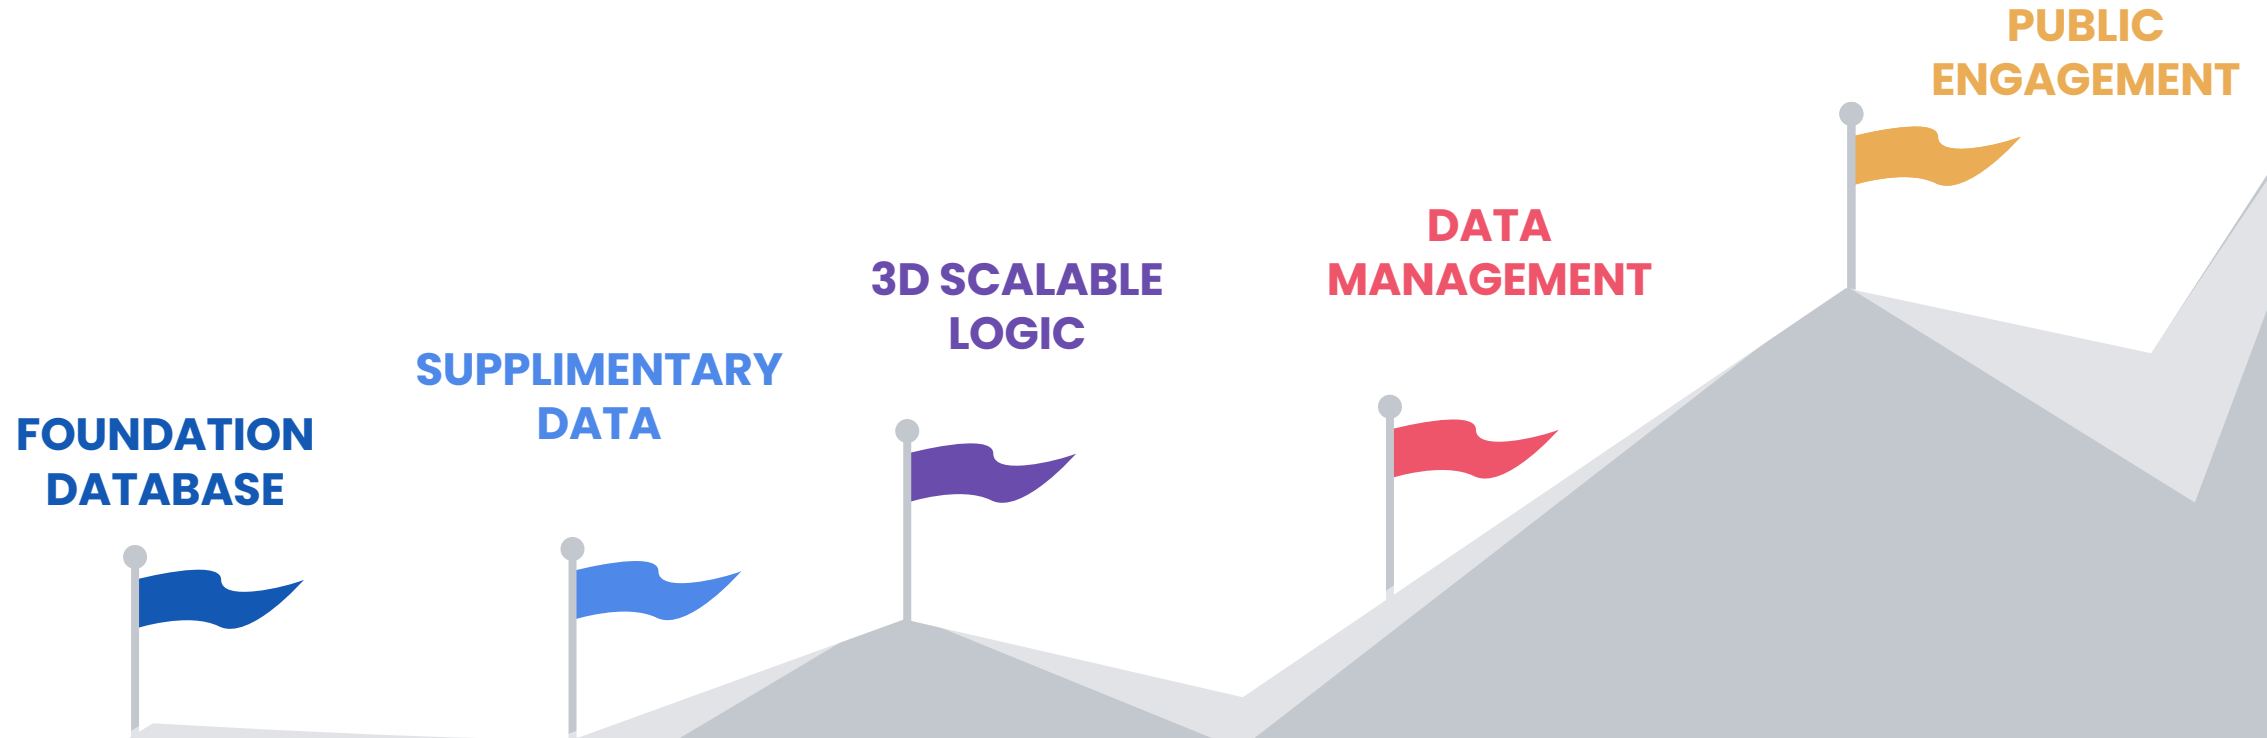 FOUNDATION
DATABASE
SUPPLIMENTARY
DATA
3D SCALABLE
LOGIC
DATA
MANAGEMENT
PUBLIC
ENGAGEMENT